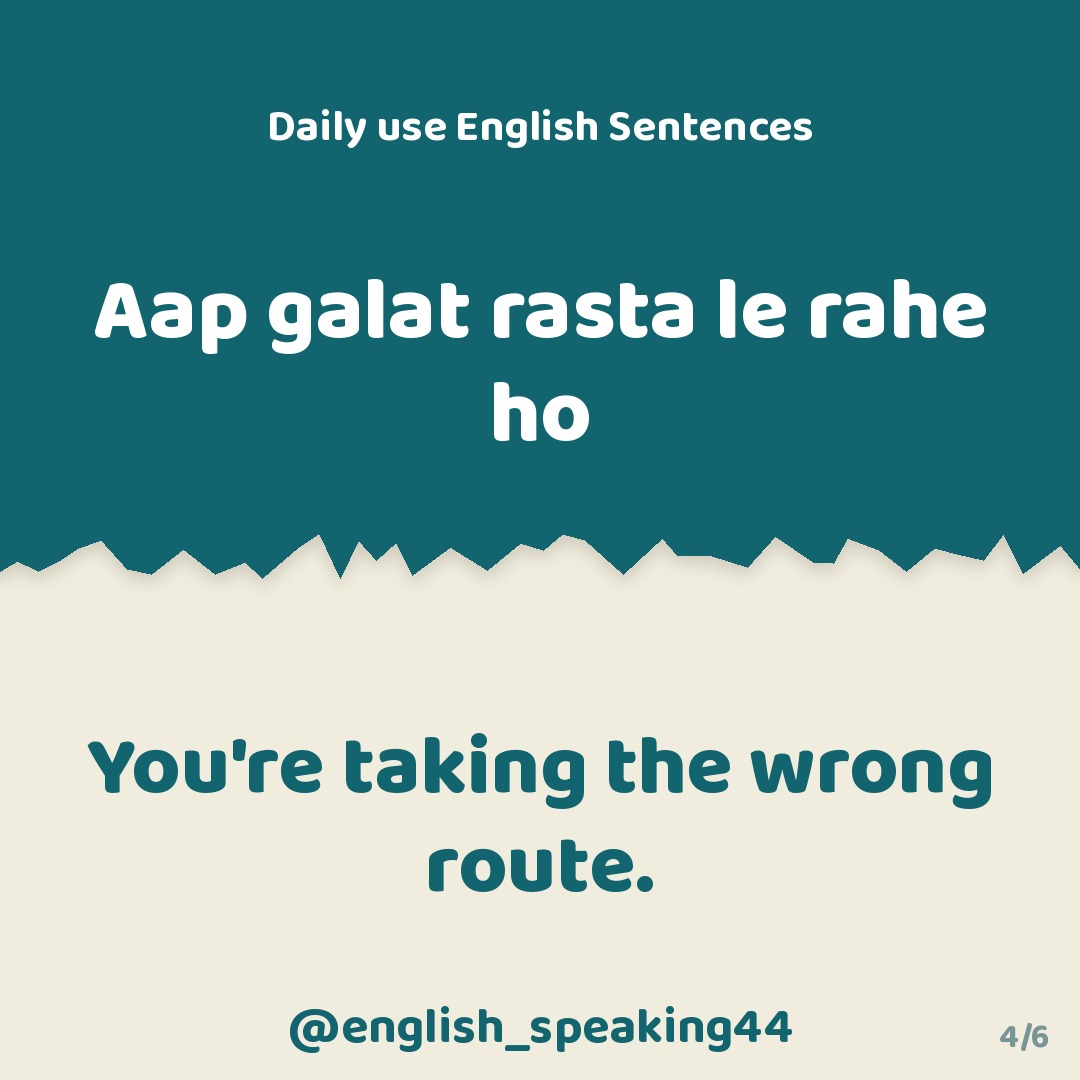 Daily use English Sentences
Aap galat rasta le rahe
ho
You're taking the wrong
route.
@english_speaking44
4/6